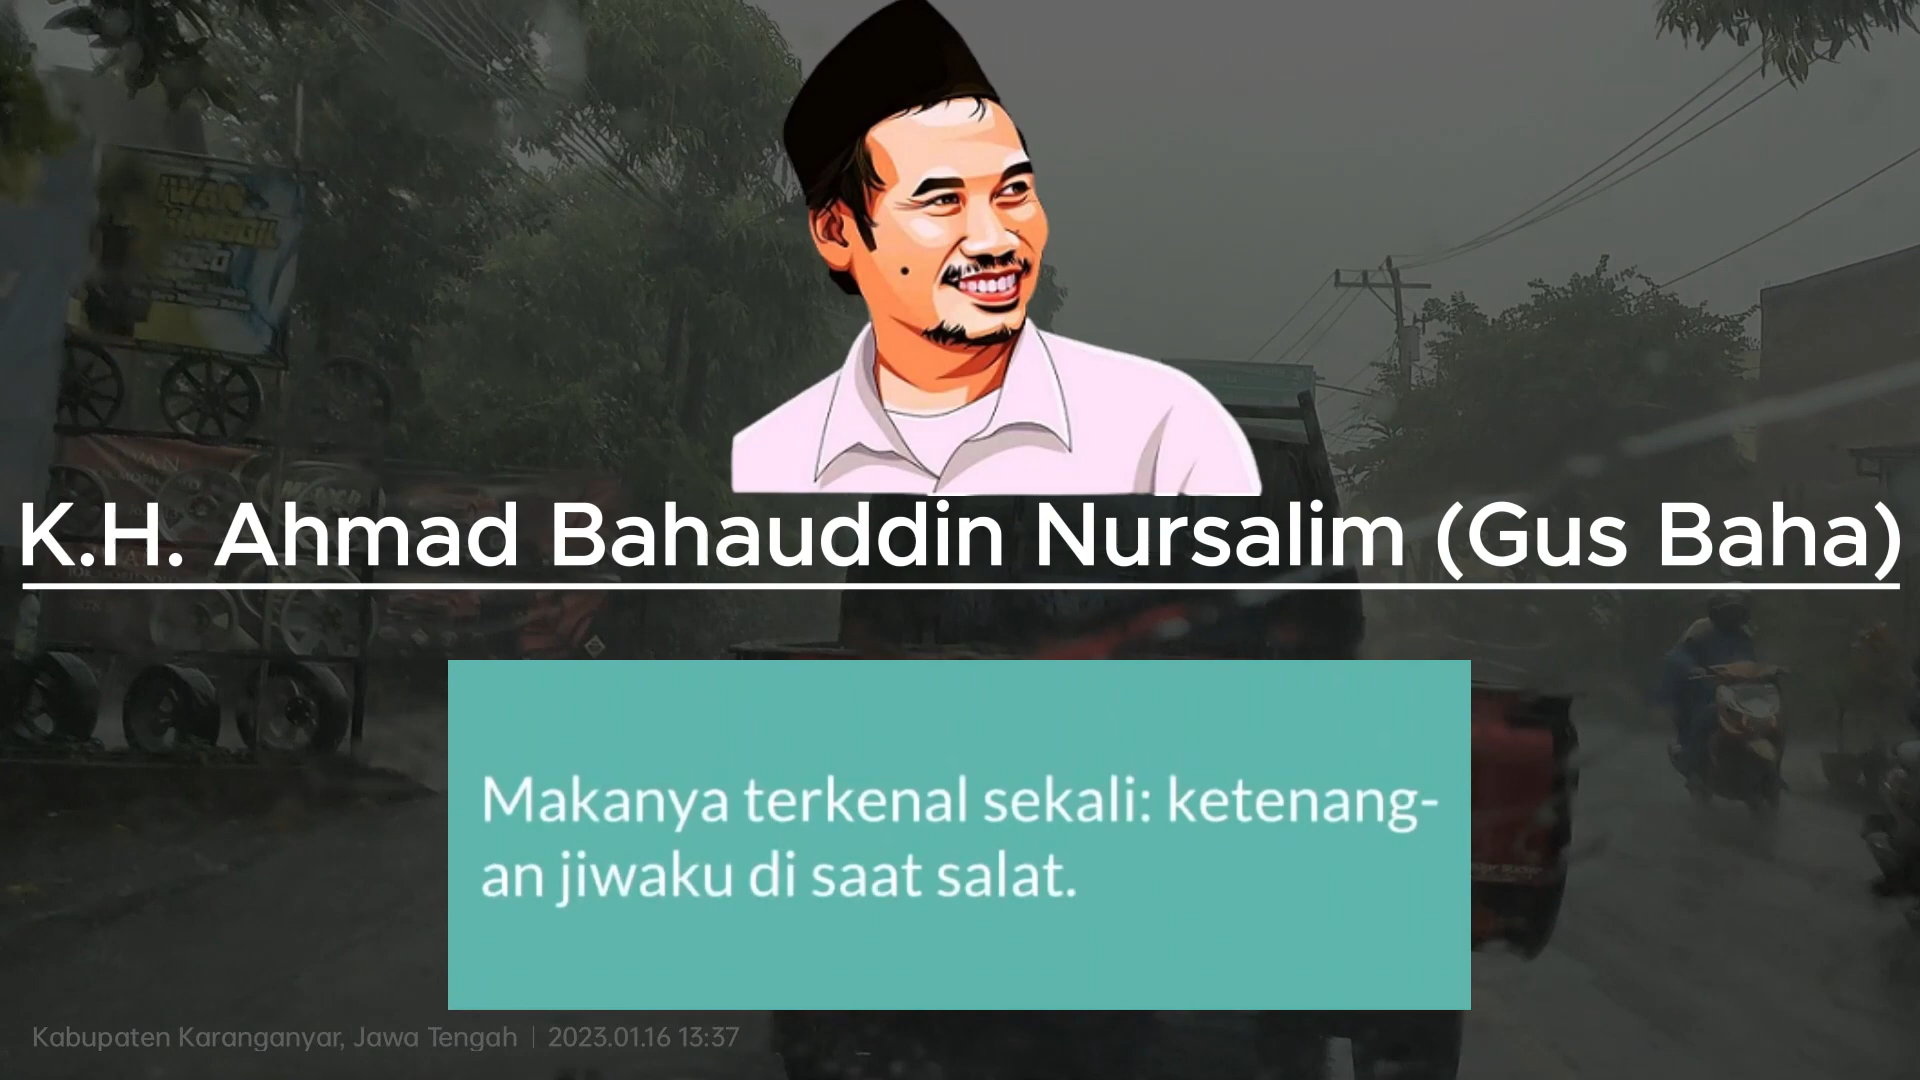 K.H. Ahmad Bahauddin Nursalim (Gus Baha)
Makanya terkenal sekali: ketenang-
an jiwaku di saat salat.
Kabupaten Karanganyar, Jawa Tengah | 2023.01.16 13:37